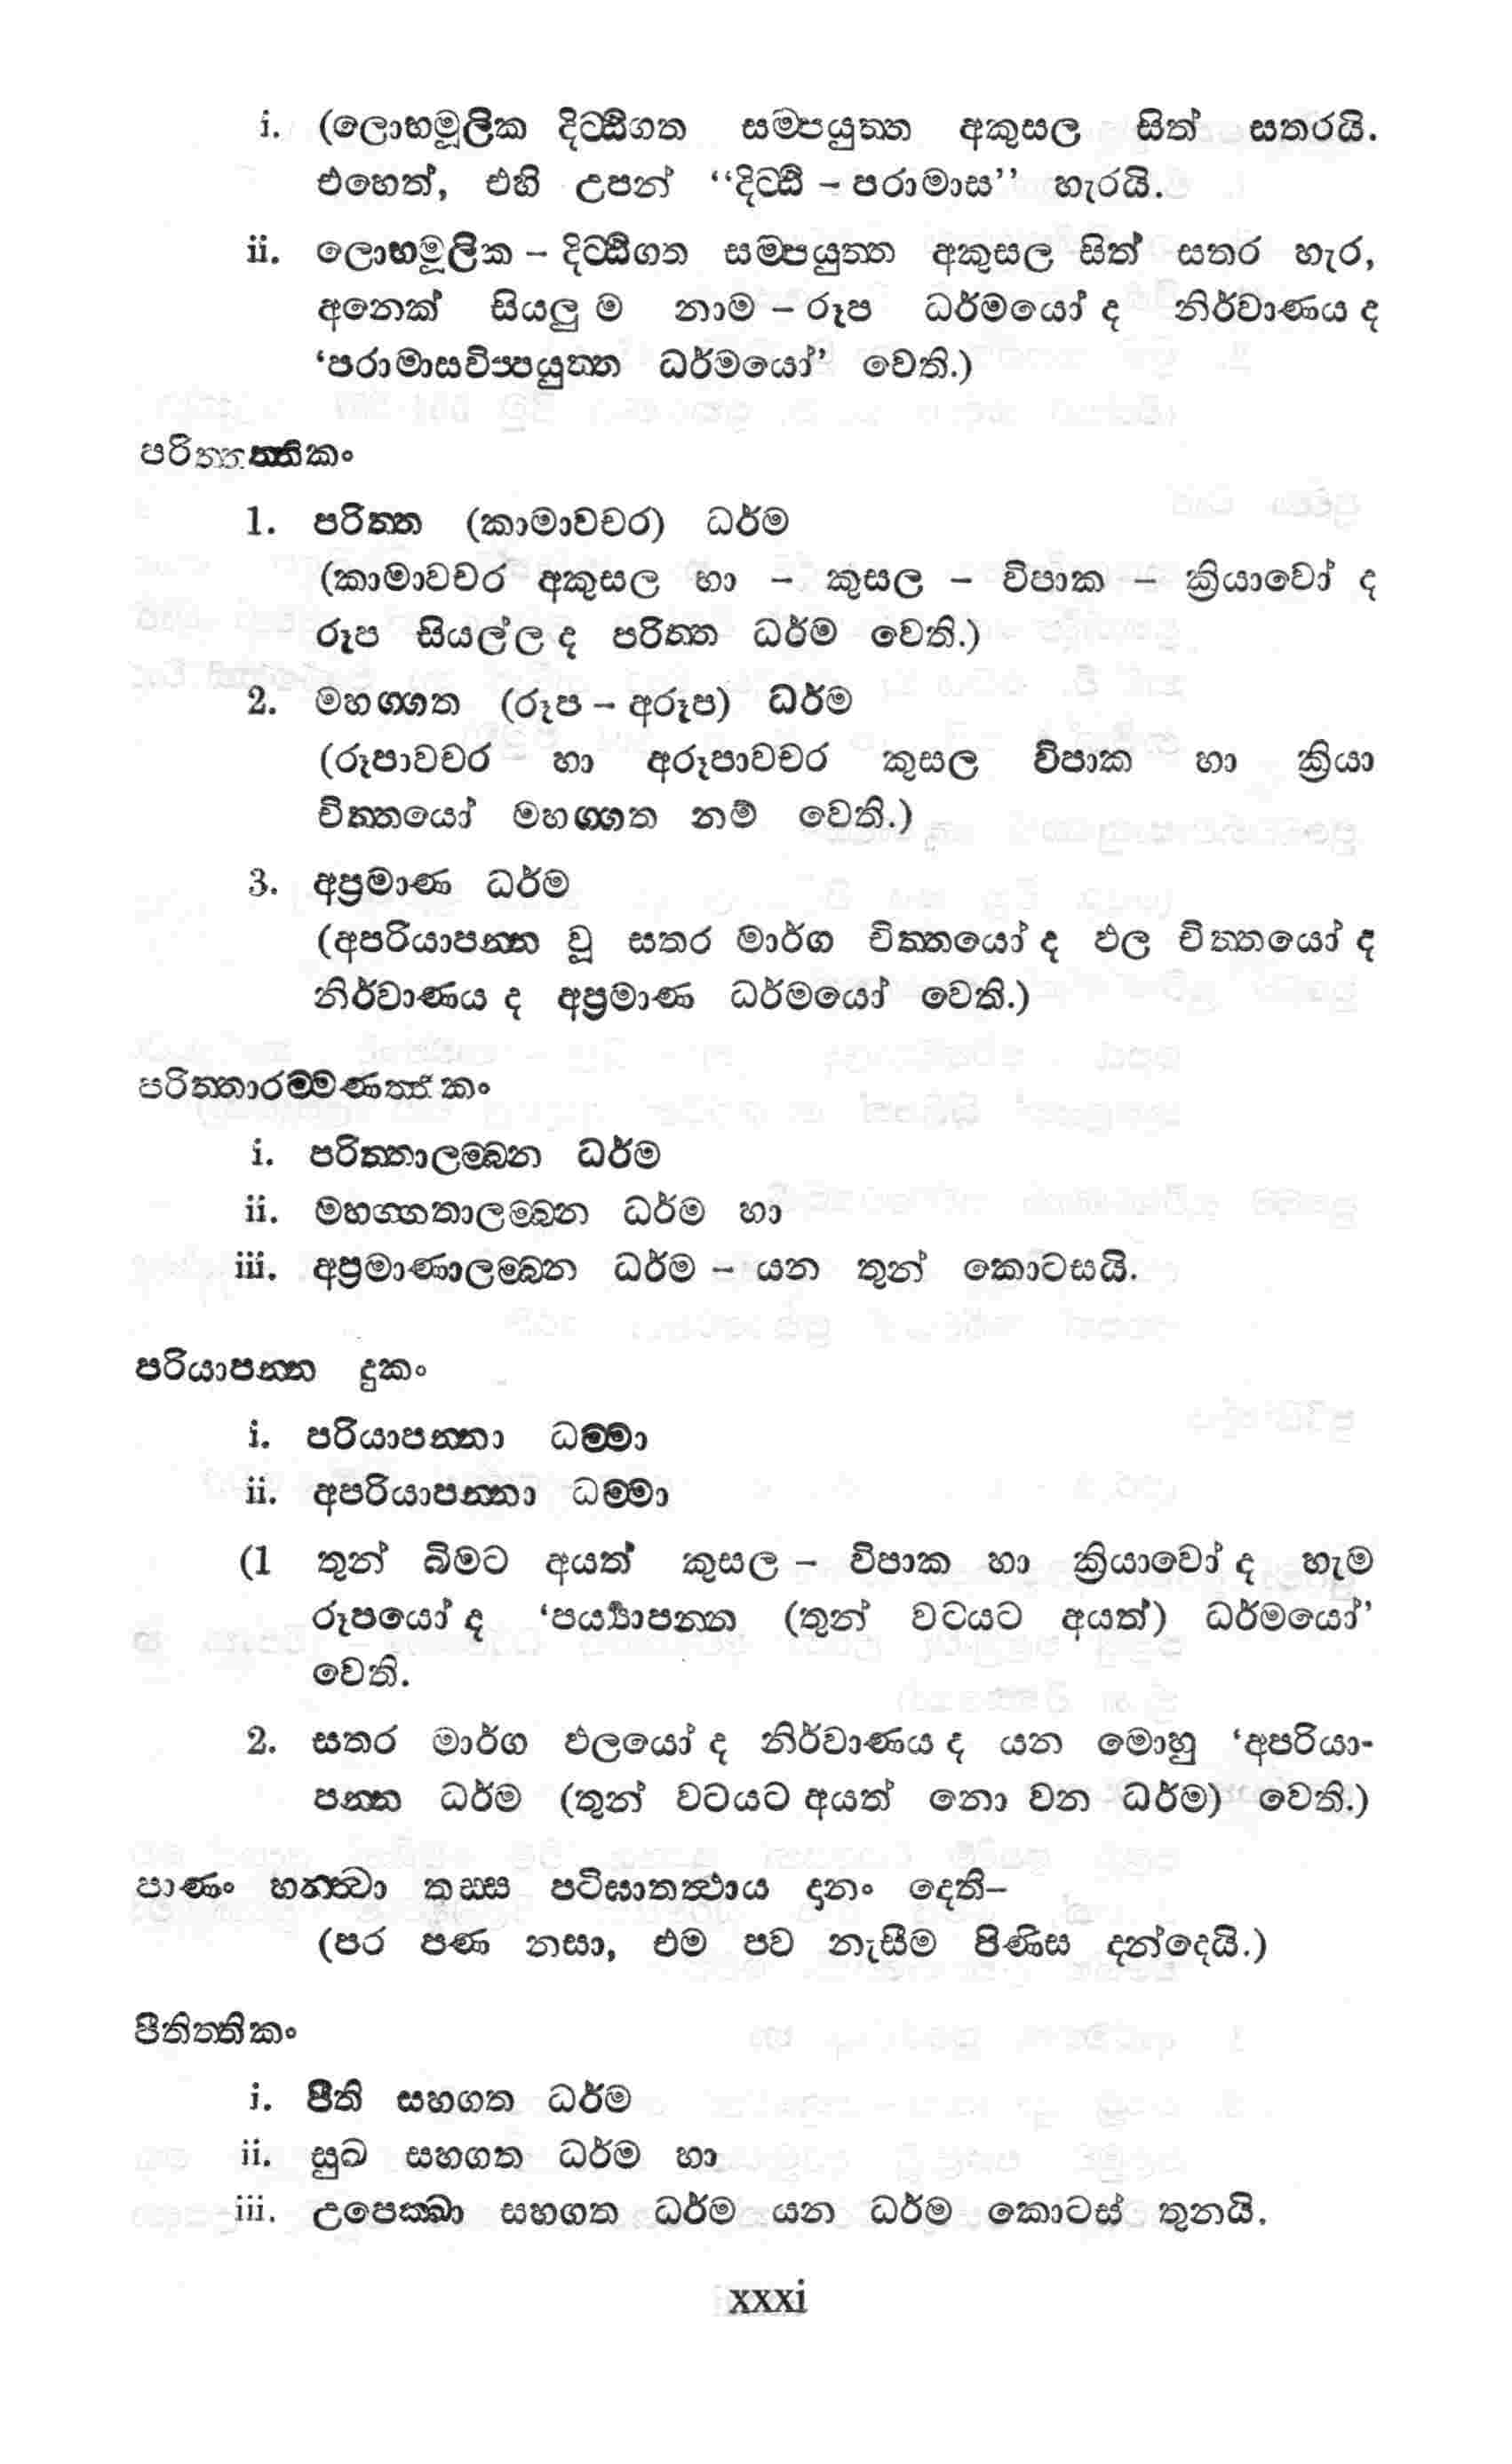 i. (ලොභමූලික දිට්ඨිගත සම්පයුත්ත අකුසල සිත් සතරයි.
එහෙත්, එහි උපන් “දිට්ඨි – පරාමාස” හැරයි.
ii. ලොභමූලික – දිට්ඨිගත සම්පයුත්ත අකුසල සිත් සතර හැර,
අනෙක් සියලු ම නාම – රූප ධර්මයෝ ද නිර්වාණය ද
‘පරාමාසවිප්පයුත්ත ධර්මයෝ’ වෙති.)
පරිත්තත්තිකං
1. පරිත්ත (කාමාවචර) ධර්ම
(කාමාවචර අකුසල හා – කුසල – විපාක – ක්‍රියාවෝ ද
රූප සියල්ල ද පරිත්ත ධර්ම වෙති.)
2. මහග්ගත (රූප – අරූප) ධර්ම
(රූපාවචර හා අරූපාවචර කුසල විපාක හා ක්‍රියා
චිත්තයෝ මහග්ගත නම් වෙති.)
3. අප්‍රමාණ ධර්ම
(අපරියාපන්න වූ සතර මාර්ග චිත්තයෝ ද ඵල චිත්තයෝ ද
නිර්වාණය ද අප්‍රමාණ ධර්මයෝ වෙති.)
පරිත්තාරම්මණත්තිකං
i. පරිත්තාලම්බන ධර්ම
ii. මහග්ගතාලම්බන ධර්ම හා
iii. අප්‍රමාණාලම්බන ධර්ම – යන තුන් කොටසයි.
පරියාපන්න දුකං
i. පරියාපන්නා ධම්මා
ii. අපරියාපන්නා ධම්මා
(1 තුන් බිමට අයත් කුසල – විපාක හා ක්‍රියාවෝ ද හැම
රූපයෝ ද ‘පර්‍ය්‍යාපන්න (තුන් වටයට අයත්) ධර්මයෝ’
වෙති.
2. සතර මාර්ග ඵලයෝ ද නිර්වාණය ද යන මොහු ‘අපරියා-
පන්න ධර්ම (තුන් වටයට අයත් නො වන ධර්ම) වෙති.)
පාණං හන්ත්වා තස්ස පටිඝාතත්ථාය දානං දෙති–
(පර පණ නසා, එම පව නැසීම පිණිස දන්දෙයි.)
පීතිත්තිකං
i. පීති සහගත ධර්ම
ii. සුඛ සහගත ධර්ම හා
iii. උපෙක්ඛා සහගත ධර්ම යන ධර්ම කොටස් තුනයි.
xxxi